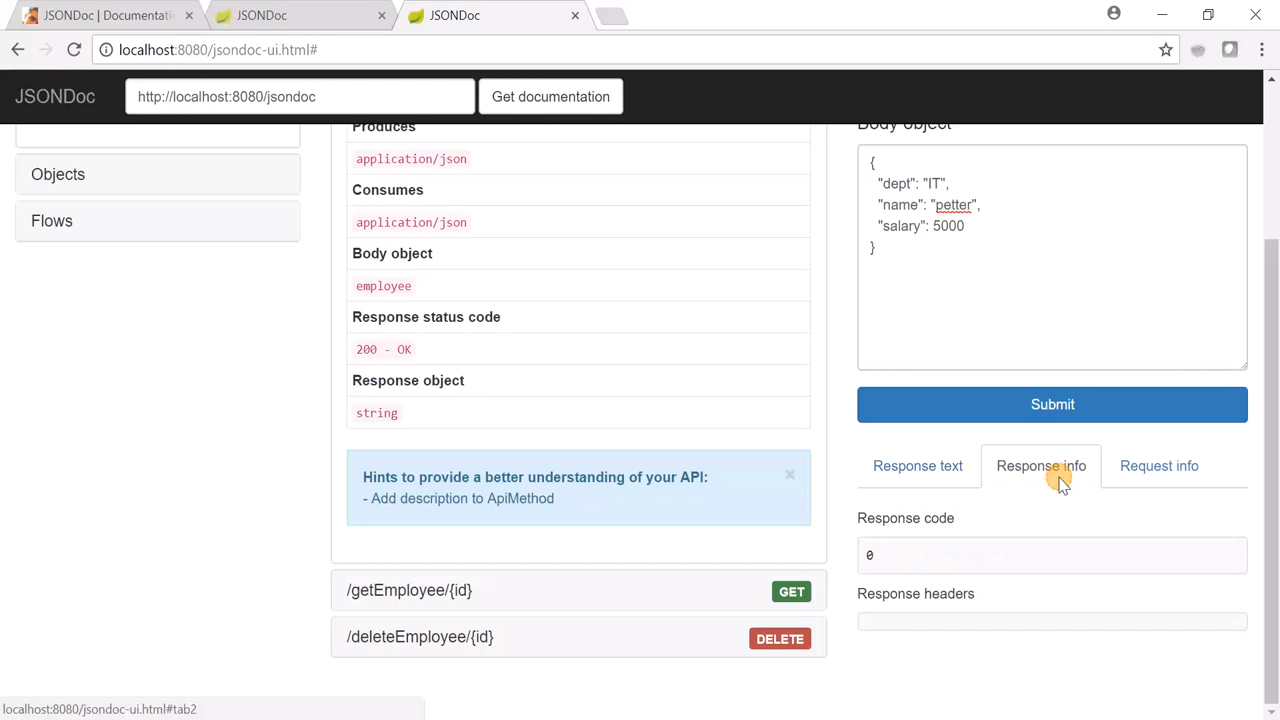 JSONDoc | Documentati
JSONDoc
JSONDoc
localhost:8080/jsondoc-ui.html#
JSONDoc
http://localhost:8080/jsondoc
Get documentation
Objects
Flows
Produces
application/json
Consumes
application/json
Body object
employee
Response status code
200 - OK
Response object
string
Hints to provide a better understanding of your API:
- Add description to ApiMethod
/getEmployee/{id}
GET
/deleteEmployee/{id}
DELETE
Body object
{
"dept": "IT",
"name": "petter",
"salary": 5000
}
Submit
Response text
Response info
Request info
Response code
0
Response headers
localhost:8080/jsondoc-ui.html#tab2